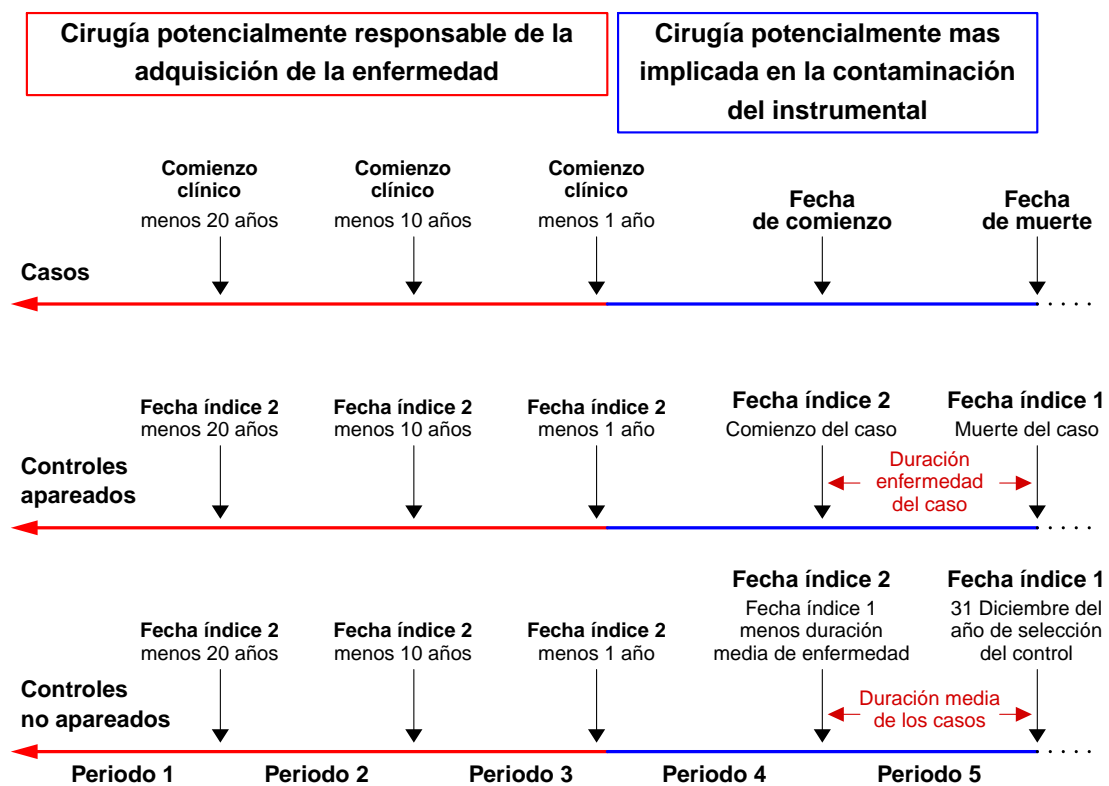 Cirugía potencialmente responsable de la
adquisición de la enfermedad
Cirugía potencialmente mas
implicada en la contaminación
del instrumental
Comienzo
clínico
menos 20 años
Comienzo
clínico
menos 10 años
Comienzo
clínico
menos 1 año
Fecha
de comienzo
Fecha
de muerte
Casos
Fecha índice 2
menos 20 años
Fecha índice 2
menos 10 años
Fecha índice 2
menos 1 año
Fecha índice 2
Comienzo del caso
Fecha índice 1
Muerte del caso
Controles
apareados
Duración
enfermedad
del caso
Fecha índice 2
menos 20 años
Fecha índice 2
menos 10 años
Fecha índice 2
menos 1 año
Fecha índice 2
Fecha índice 1
menos duración
media de enfermedad
Fecha índice 1
31 Diciembre del
año de selección
del control
Controles
no apareados
Duración media
de los casos
Periodo 1
Periodo 2
Periodo 3
Periodo 4
Periodo 5